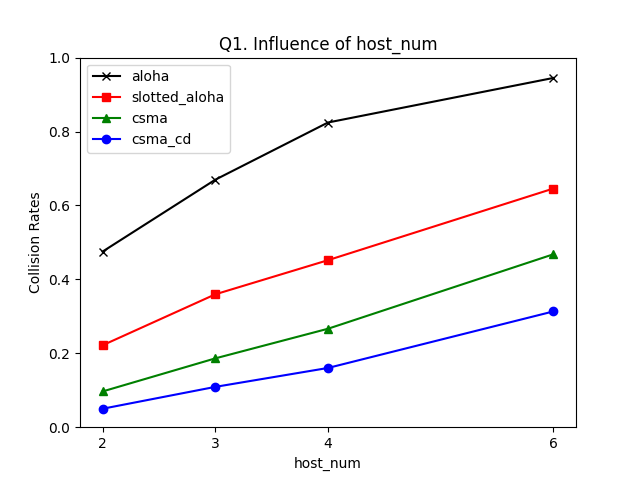 Q1. Influence of host_num
1.0
0.8
0.6
0.4
0.2
0.0
Collision Rates
aloha
slotted_aloha
csma
csma_cd
2 3 4 6
host_num